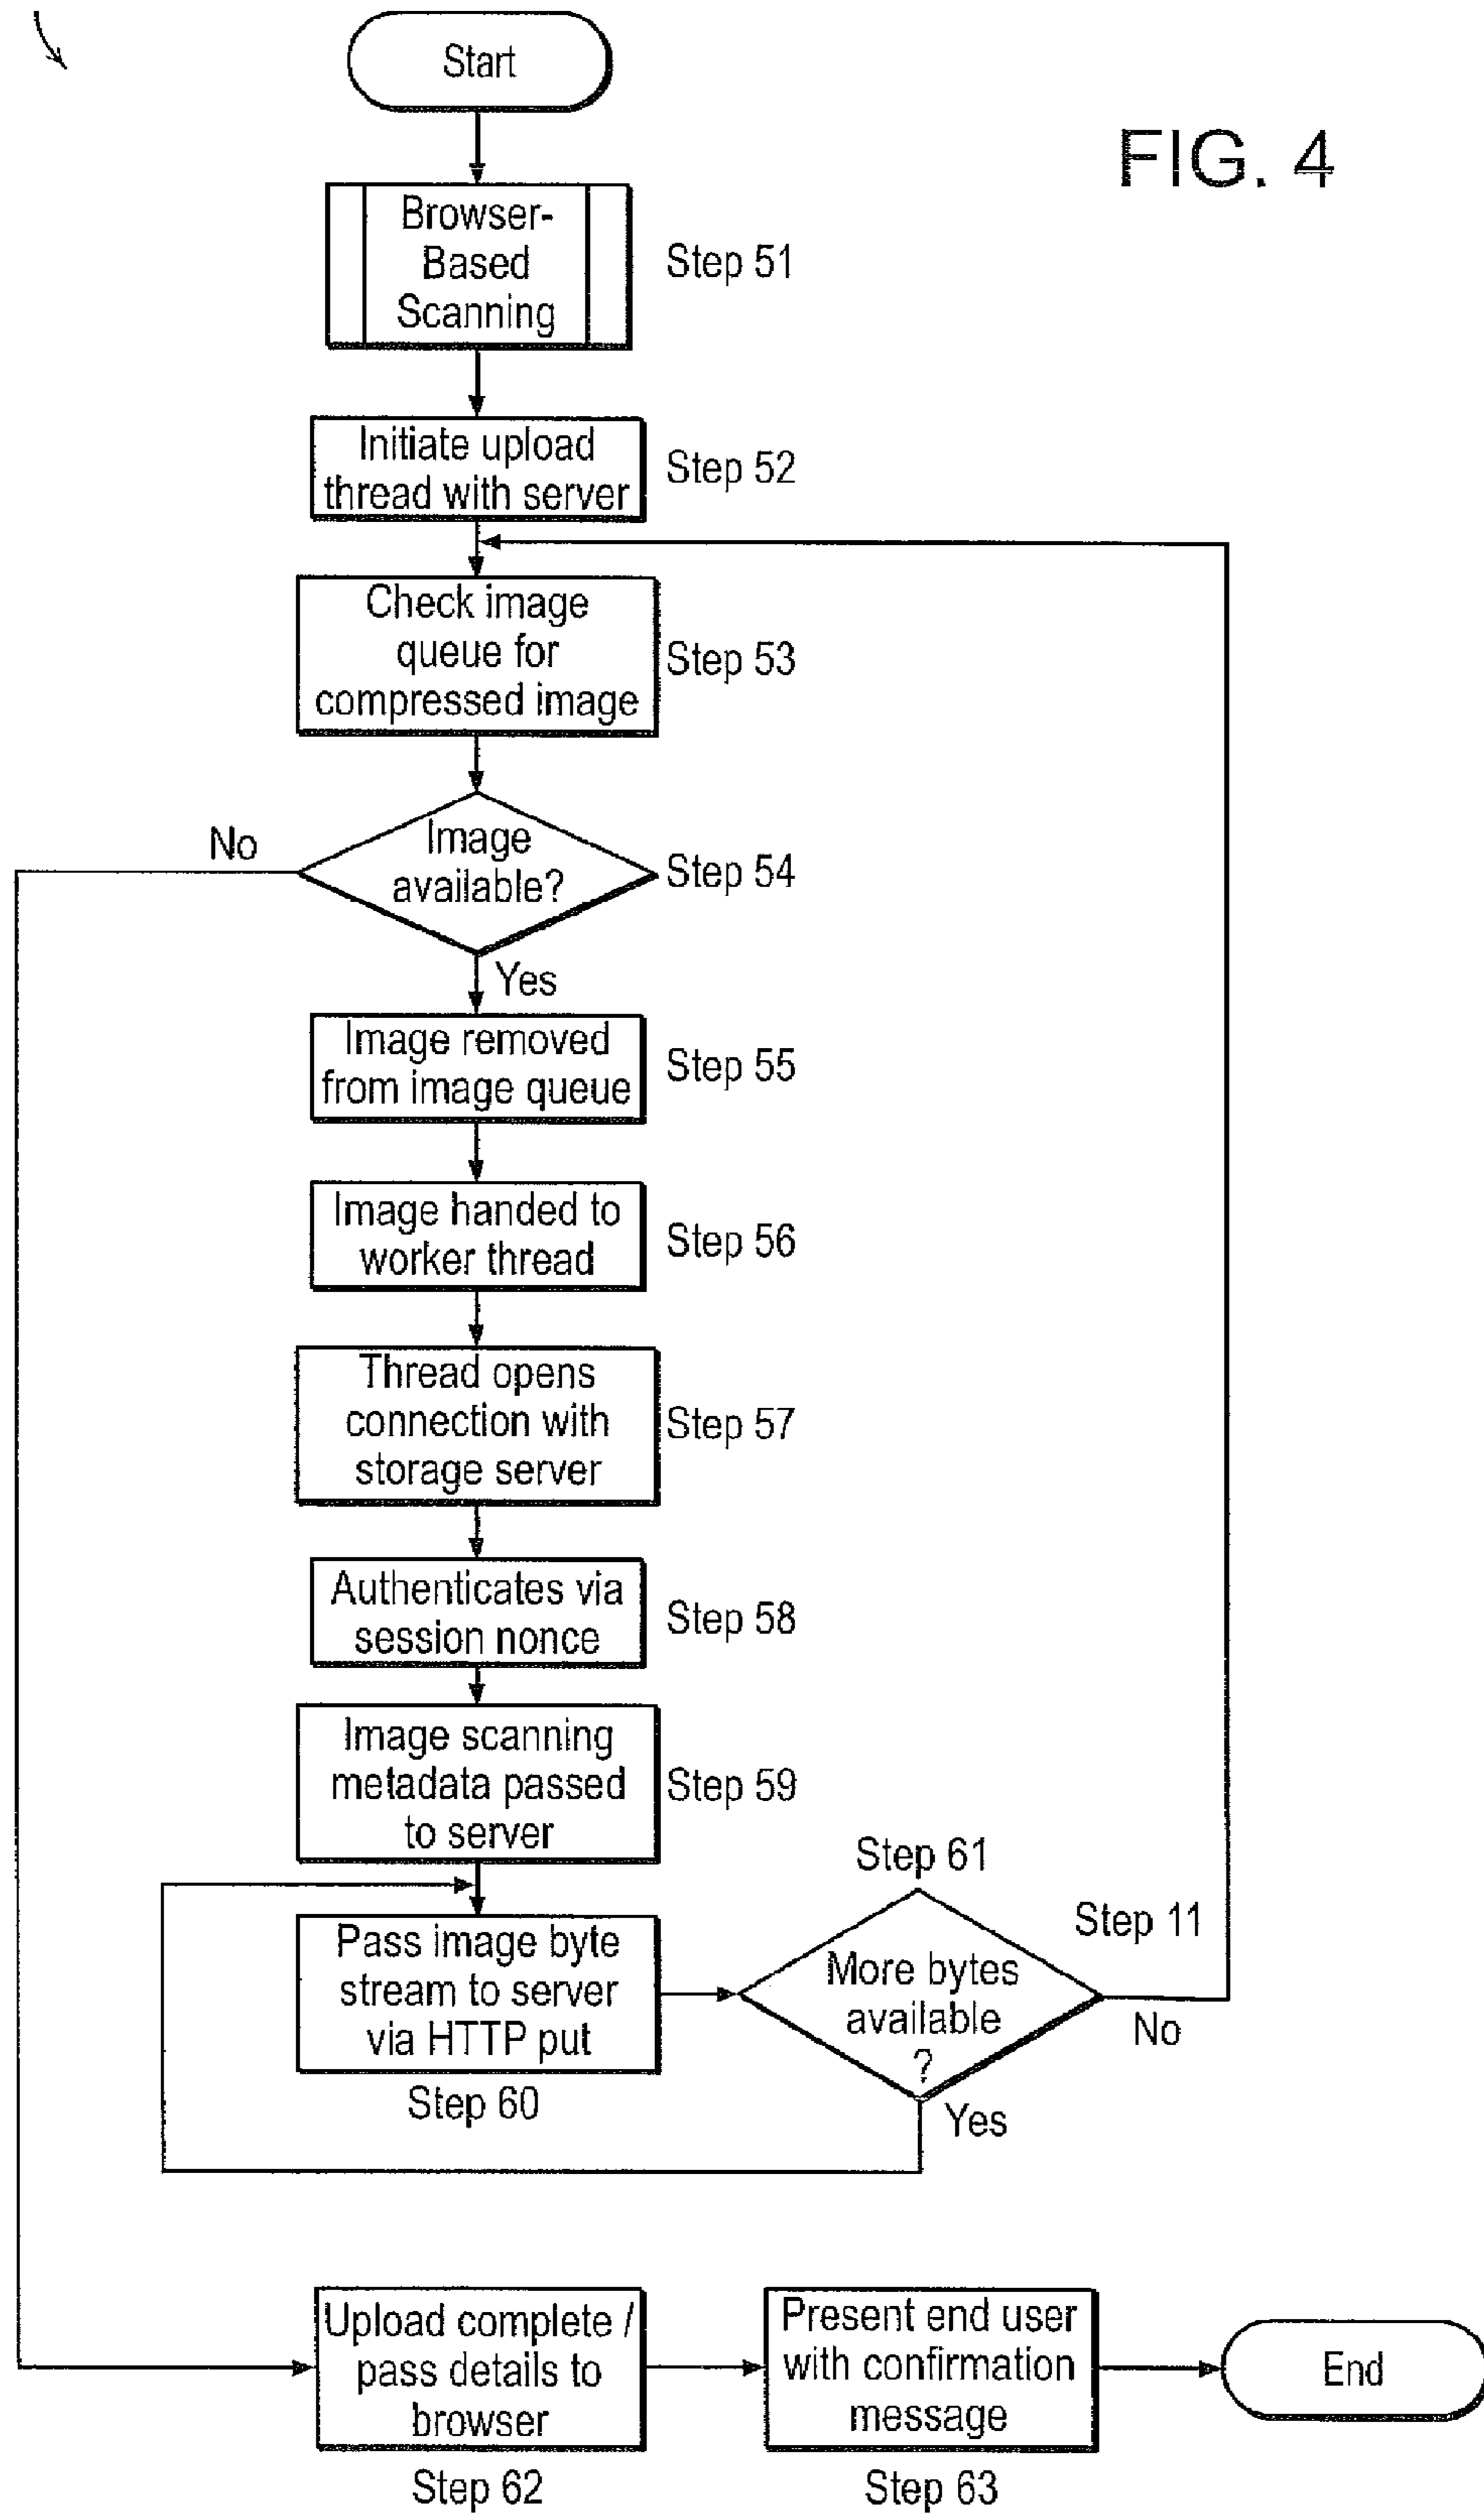 Start
FIG. 4
Browser-
Based
Scanning
Step 51
Initiate upload
thread with server
Step 52
Check image
queue for
compressed image
Step 53
No
Image
available?
Step 54
Yes
Image removed
from image queue
Step 55
Image handed to
worker thread
Step 56
Thread opens
connection with
storage server
Step 57
Authenticates via
session nonce
Step 58
Image scanning
metadata passed
to server
Step 59
Step 61
Step 11
Pass image byte
stream to server
via HTTP put
Step 60
More bytes
available
?
No
Yes
Upload complete /
pass details to
browser
Step 62
Present end user
with confirmation
message
Step 63
End